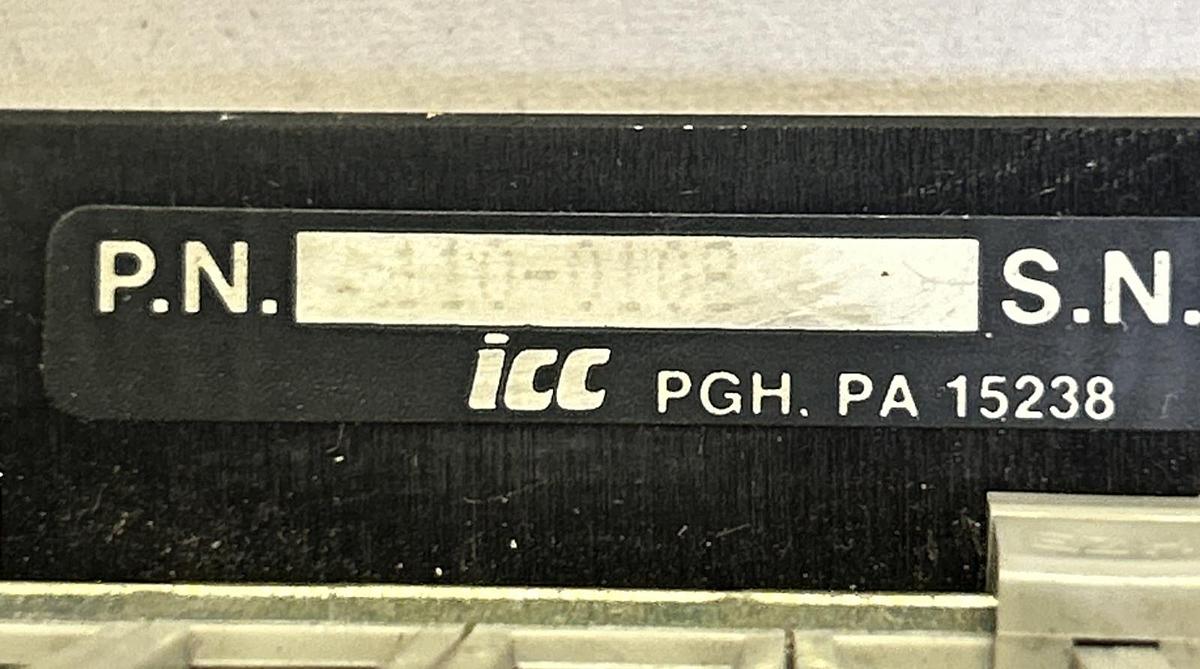 P.N. S.N.
icc PGH. PA 15238